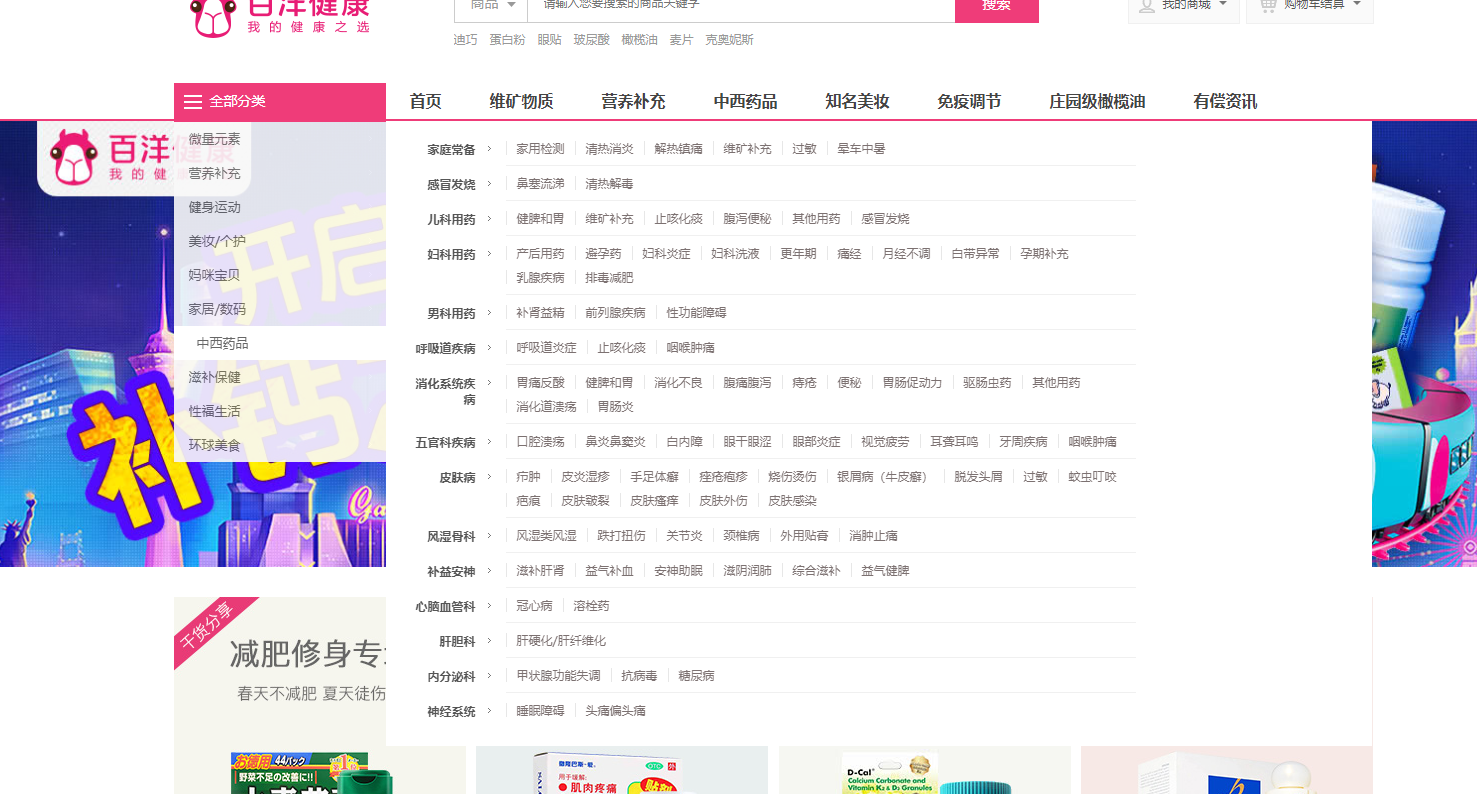 百洋健康
我的健康之选
商品
请输入您要搜索的商品关键字
搜索
我的商城
购物车结算
迪巧 蛋白粉 眼贴 玻尿酸 橄榄油 麦片 克奥妮斯
全部分类
首页 维矿物质 营养补充 中西药品 知名美妆 免疫调节 庄园级橄榄油 有偿资讯
百洋健康
我的健
微量元素
营养补充
健身运动
美妆/个护
妈咪宝贝
家居/数码
中西药品
滋补保健
性福生活
环球美食
开启
补钙
Ga
家庭常备 家用检测 清热消炎 解热镇痛 维矿补充 过敏 晕车中暑
感冒发烧 鼻塞流涕 清热解毒
儿科用药 健脾和胃 维矿补充 止咳化痰 腹泻便秘 其他用药 感冒发烧
妇科用药 产后用药 避孕药 妇科炎症 妇科洗液 更年期 痛经 月经不调 白带异常 孕期补充
乳腺疾病 排毒减肥
男科用药 补肾益精 前列腺疾病 性功能障碍
呼吸道疾病 呼吸道炎症 止咳化痰 咽喉肿痛
消化系统疾病 胃痛反酸 健脾和胃 消化不良 腹痛腹泻 痔疮 便秘 胃肠促动力 驱肠虫药 其他用药
消化道溃疡 胃肠炎
五官科疾病 口腔溃疡 鼻炎鼻窦炎 白内障 眼干眼涩 眼部炎症 视觉疲劳 耳聋耳鸣 牙周疾病 咽喉肿痛
皮肤病 疖肿 皮炎湿疹 手足体癣 痤疮疱疹 烧伤烫伤 银屑病（牛皮癣） 脱发头屑 过敏 蚊虫叮咬
疤痕 皮肤皲裂 皮肤瘙痒 皮肤外伤 皮肤感染
风湿骨科 风湿类风湿 跌打扭伤 关节炎 颈椎病 外用贴膏 消肿止痛
补益安神 滋补肝肾 益气补血 安神助眠 滋阴润肺 综合滋补 益气健脾
心脑血管科 冠心病 溶栓药
肝胆科 肝硬化/肝纤维化
内分泌科 甲状腺功能失调 抗病毒 糖尿病
神经系统 睡眠障碍 头痛偏头痛
干货分享
减肥修身专
春天不减肥 夏天徒伤
お徳用 44パック
野菜不足の改善に!!
用于缓解:
肌肉疼痛
OTC
D-Cal
Calcium Carbonate and
Vitamin K2 & D3 Granules